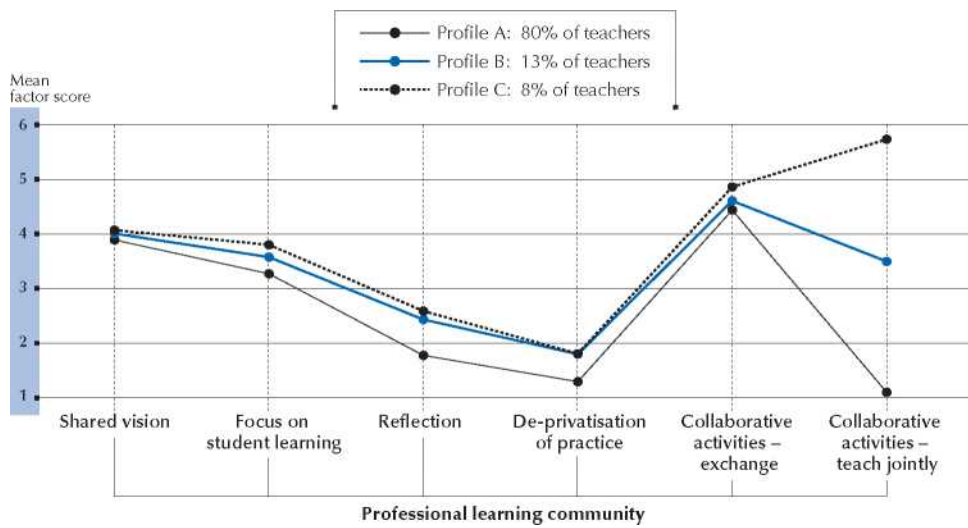 Profile A: 80% of teachers
Profile B: 13% of teachers
Profile C: 8% of teachers
Mean
factor score
6
5
4
3
2
1
Shared vision
Focus on
student learning
Reflection
De-privatisation
of practice
Collaborative
activities –
exchange
Collaborative
activities –
teach jointly
Professional learning community